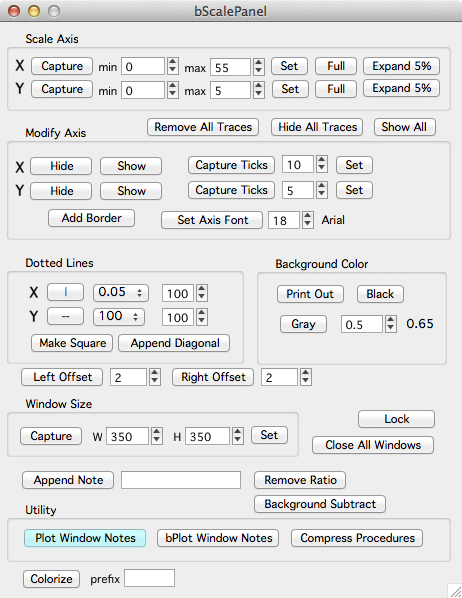 bScalePanel
Scale Axis
X Capture min 0 max 55 Set Full Expand 5%
Y Capture min 0 max 5 Set Full Expand 5%
Modify Axis Remove All Traces Hide All Traces Show All
X Hide Show Capture Ticks 10 Set
Y Hide Show Capture Ticks 5 Set
Add Border Set Axis Font 18 Arial
Dotted Lines Background Color
X | 0.05 100 Print Out Black
Y -- 100 100 Gray 0.5 0.65
Make Square Append Diagonal
Left Offset 2 Right Offset 2
Window Size
Lock
Capture W 350 H 350 Set
Close All Windows
Append Note Remove Ratio
Background Subtract
Utility
Plot Window Notes bPlot Window Notes Compress Procedures
Colorize prefix